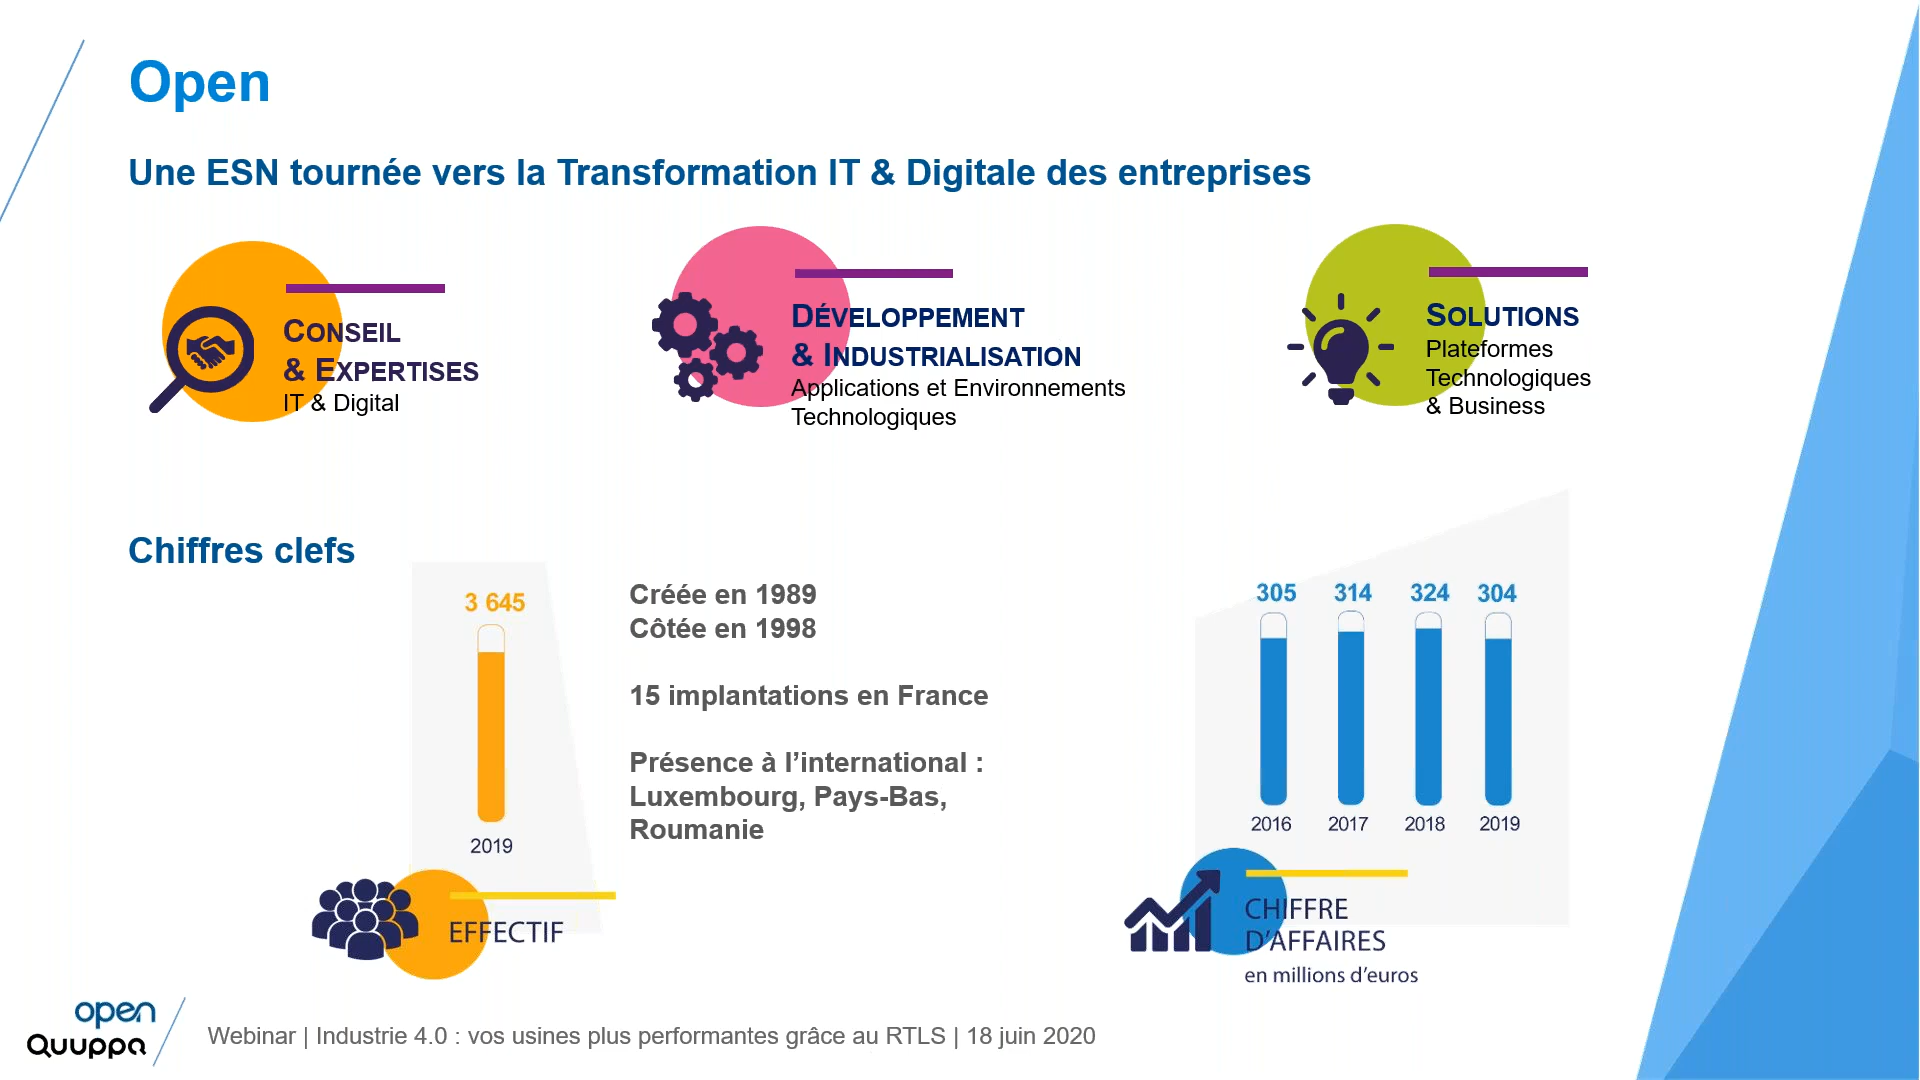 Open
Une ESN tournée vers la Transformation IT & Digitale des entreprises
CONSEIL
& EXPERTISES
IT & Digital
DÉVELOPPEMENT
& INDUSTRIALISATION
Applications et Environnements
Technologiques
SOLUTIONS
Plateformes
Technologiques
& Business
Chiffres clefs
3 645
2019
EFFECTIF
Créée en 1989
Côtée en 1998
15 implantations en France
Présence à l’international :
Luxembourg, Pays-Bas,
Roumanie
305 314 324 304
2016 2017 2018 2019
CHIFFRE
D’AFFAIRES
en millions d’euros
open
Quuppa
Webinar | Industrie 4.0 : vos usines plus performantes grâce au RTLS | 18 juin 2020